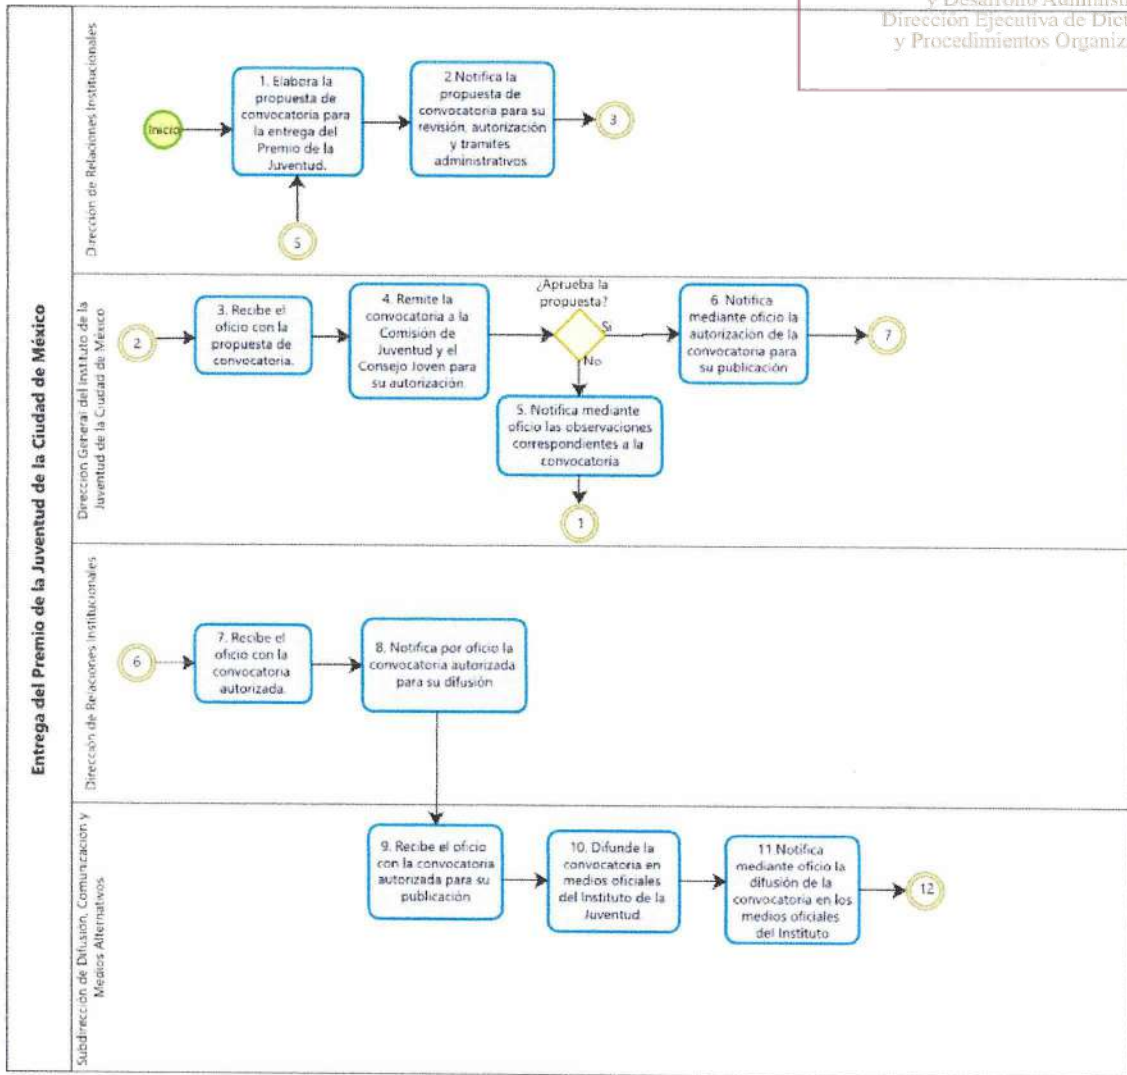 y Desarrollo
Dirección Ejecutiva de
y Procedimientos
Entrega del Premio de la Juventud de la Ciudad de México
Dirección de Relaciones Institucionales
Inicio
1. Elabora la
propuesta de
convocatoria para
la entrega del
Premio de la
Juventud.
2 Notifica la
propuesta de
convocatoria para su
revisión, autorización
y tramites
administrativos
3
5
Dirección General del Instituto de la
Juventud de la Ciudad de México
2
3. Recibe el
oficio con la
propuesta de
convocatoria.
4. Remite la
convocatoria a la
Comisión de
Juventud y el
Consejo Joven para
su autorización
¿Aprueba la
propuesta?
Si
No
6. Notifica
mediante oficio la
autorización de la
convocatoria para
su publicación
7
5. Notifica mediante
oficio las observaciones
correspondientes a la
convocatoria
1
Dirección de Relaciones Institucionales
6
7. Recibe el
oficio con la
convocatoria
autorizada.
8. Notifica por oficio la
convocatoria autorizada
para su difusión
Subdirección de Difusión, Comunicación y
Medios Alternativos
9. Recibe el oficio
con la convocatoria
autorizada para su
publicación
10. Difunde la
convocatoria en
medios oficiales
del Instituto de la
Juventud.
11 Notifica
mediante oficio la
difusión de la
convocatoria en los
medios oficiales
del Instituto
12